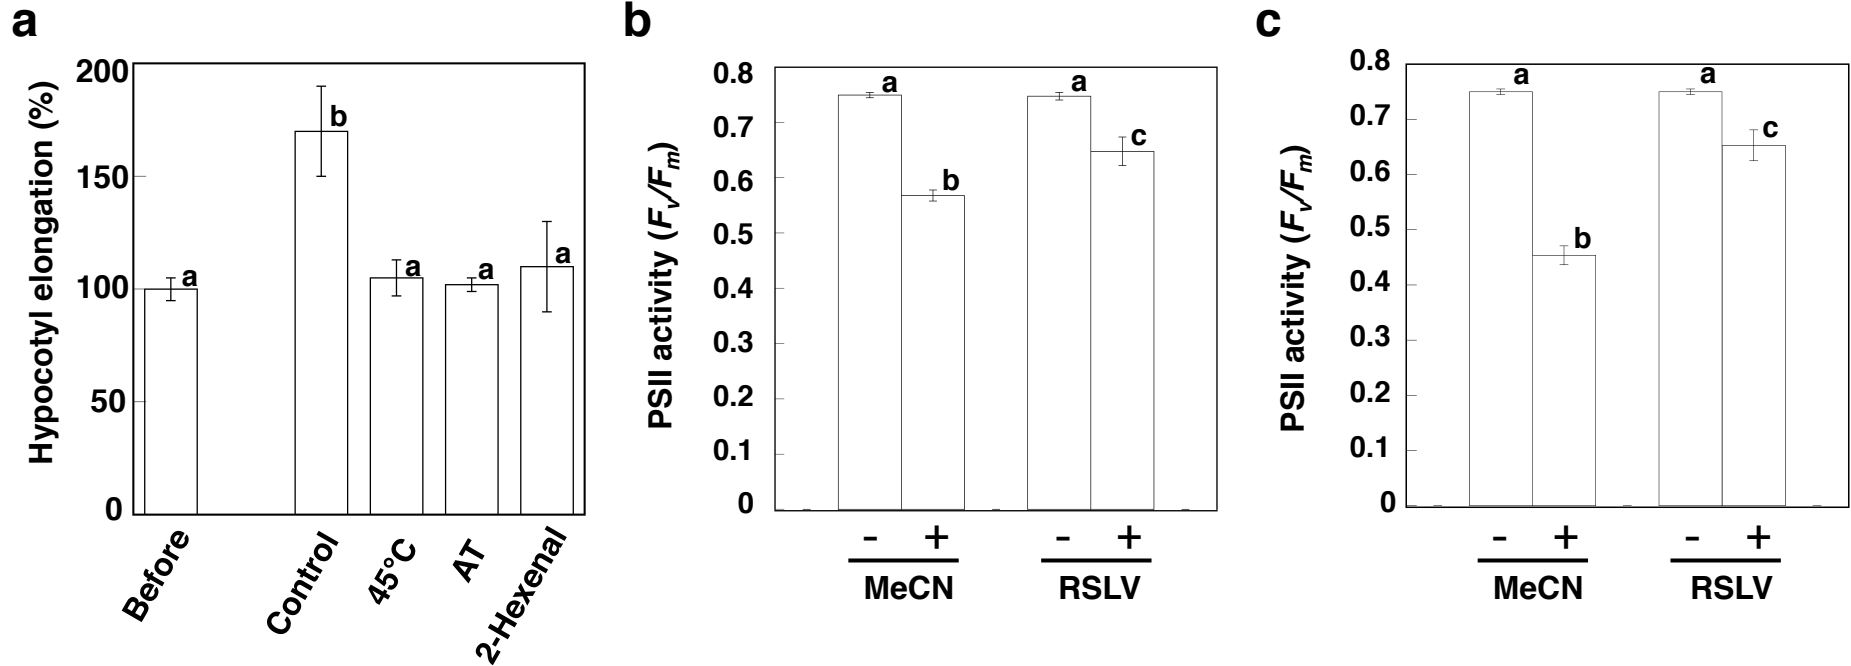 a
Hypocotyl elongation (%)
200
150
100
50
0
a
b
a
a
a
Before
Control
45°C
AT
2-Hexenal
b
PSII activity (Fv/Fm)
0.8
0.7
0.6
0.5
0.4
0.3
0.2
0.1
0
a
b
a
c
- + - +
MeCN RSLV
c
PSII activity (Fv/Fm)
0.8
0.7
0.6
0.5
0.4
0.3
0.2
0.1
0
a
b
a
c
- + - +
MeCN RSLV